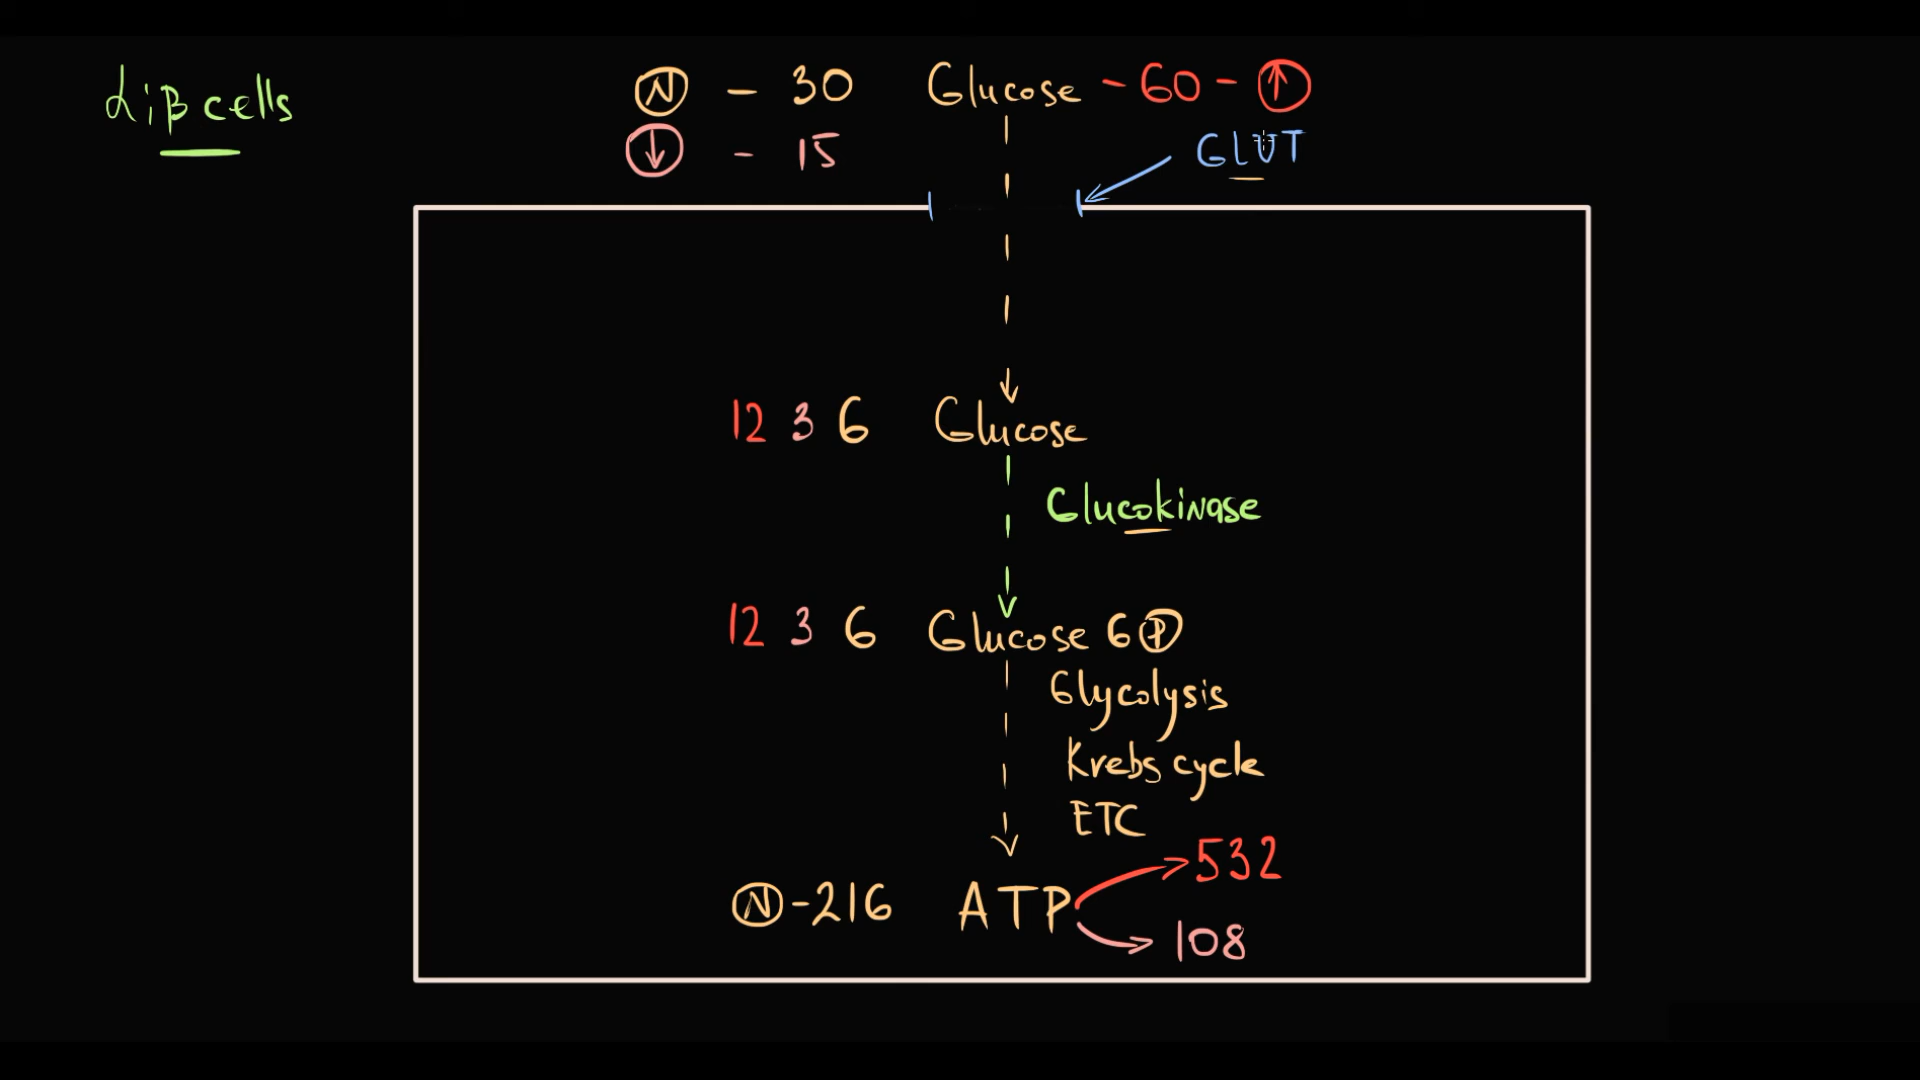 α i β cells
Ⓝ - 30 Glucose - 60 - ↑
↓ - 15
GLUT
12 3 6 Glucose
Glucokinase
12 3 6 Glucose 6 Ⓟ
Glycolysis
Krebs cycle
ETC
532
Ⓝ - 216 ATP
108